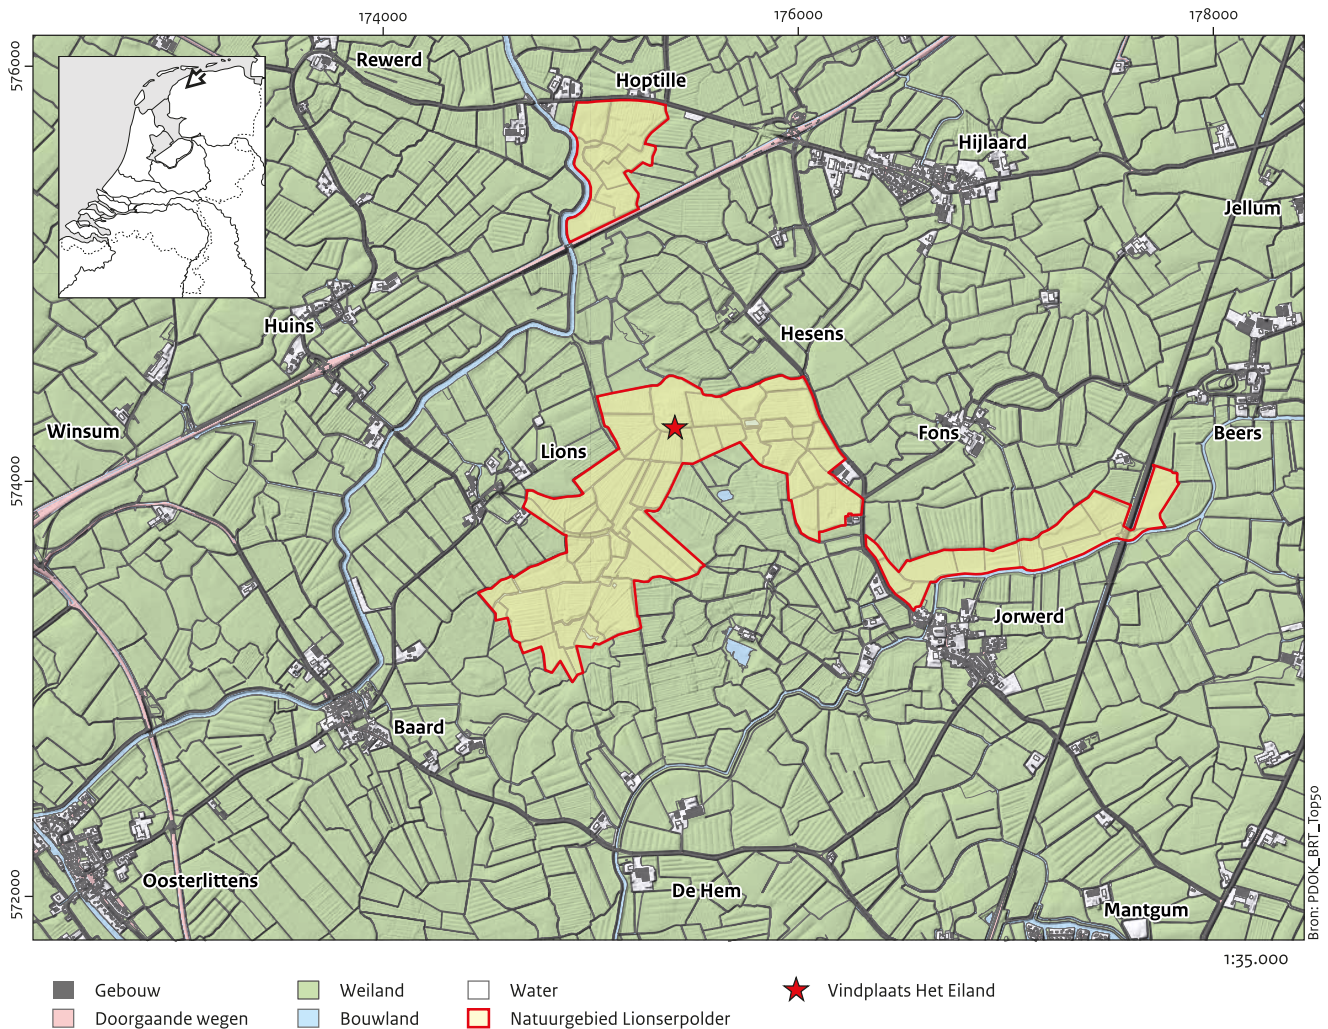 174000
176000
178000
576000
574000
572000
Rewerd
Hoptille
Hijlaard
Jellum
Huins
Hesens
Winsum
Lions
Fons
Beers
Jorwerd
Baard
Oosterlittens
De Hem
Mantgum
Bron: PDOK_BRT_Top50
1:35.000
Gebouw
Weiland
Water
Vindplaats Het Eiland
Doorgaande wegen
Bouwland
Natuurgebied Lionserpolder